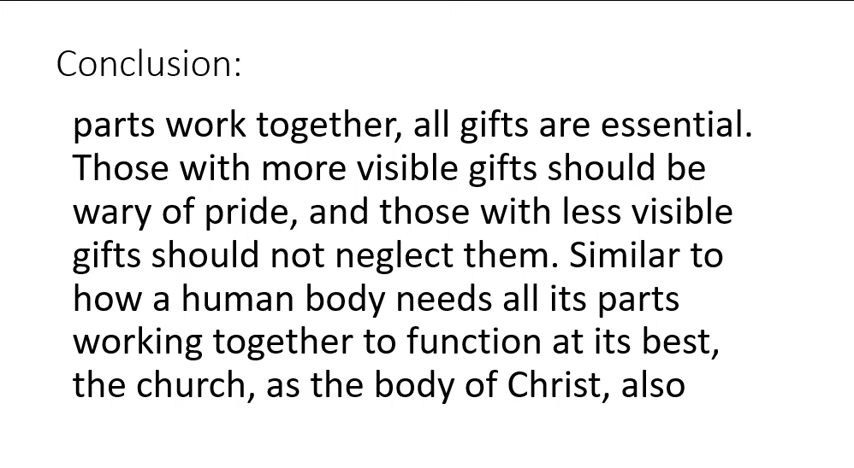 Conclusion:
parts work together, all gifts are essential.
Those with more visible gifts should be
wary of pride, and those with less visible
gifts should not neglect them. Similar to
how a human body needs all its parts
working together to function at its best,
the church, as the body of Christ, also